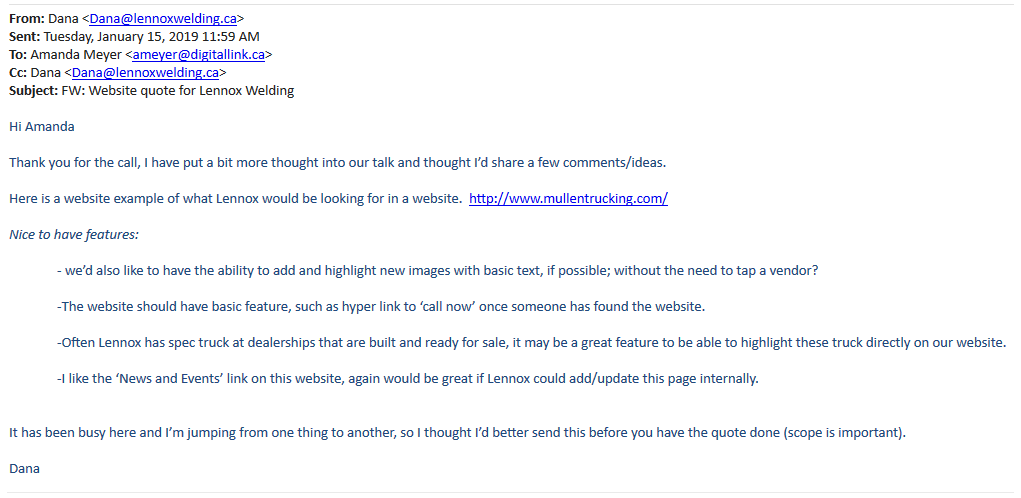 From: Dana <Dana@lennoxwelding.ca>
Sent: Tuesday, January 15, 2019 11:59 AM
To: Amanda Meyer <ameyer@digitallink.ca>
Cc: Dana <Dana@lennoxwelding.ca>
Subject: FW: Website quote for Lennox Welding
Hi Amanda
Thank you for the call, I have put a bit more thought into our talk and thought I'd share a few comments/ideas.
Here is a website example of what Lennox would be looking for in a website.  http://www.mullentrucking.com/
Nice to have features:
- we'd also like to have the ability to add and highlight new images with basic text, if possible; without the need to tap a vendor?
-The website should have basic feature, such as hyper link to 'call now' once someone has found the website.
-Often Lennox has spec truck at dealerships that are built and ready for sale, it may be a great feature to be able to highlight these truck directly on our website.
-I like the 'News and Events' link on this website, again would be great if Lennox could add/update this page internally.
It has been busy here and I'm jumping from one thing to another, so I thought I'd better send this before you have the quote done (scope is important).
Dana